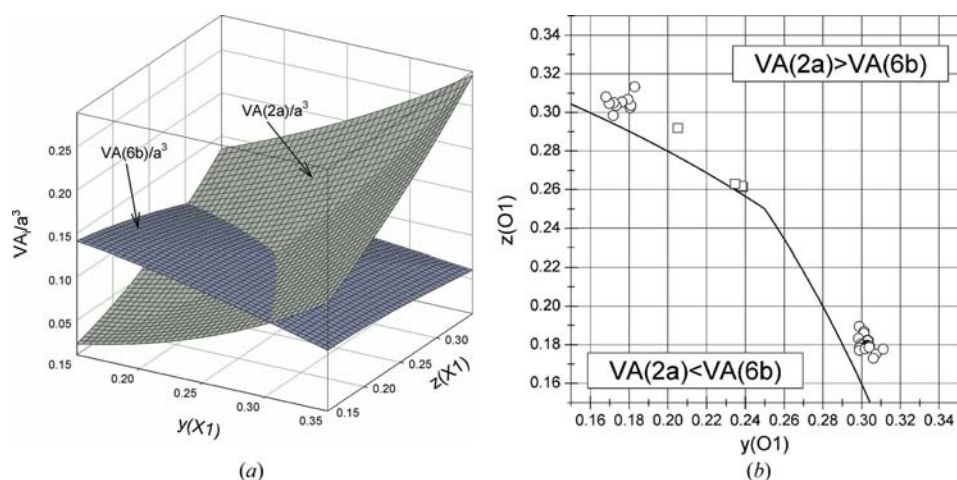 VA(2a)/a³
VA(6b)/a³
VAᵢ/a³
0.25
0.20
0.15
0.10
0.05
0.15
0.20
0.25
0.30
0.35
y(X1)
0.15
0.20
0.25
0.30
z(X1)
(a)
0.34
0.32
0.30
0.28
0.26
0.24
0.22
0.20
0.18
0.16
z(O1)
VA(2a)>VA(6b)
VA(2a)<VA(6b)
0.16 0.18 0.20 0.22 0.24 0.26 0.28 0.30 0.32 0.34
y(O1)
(b)